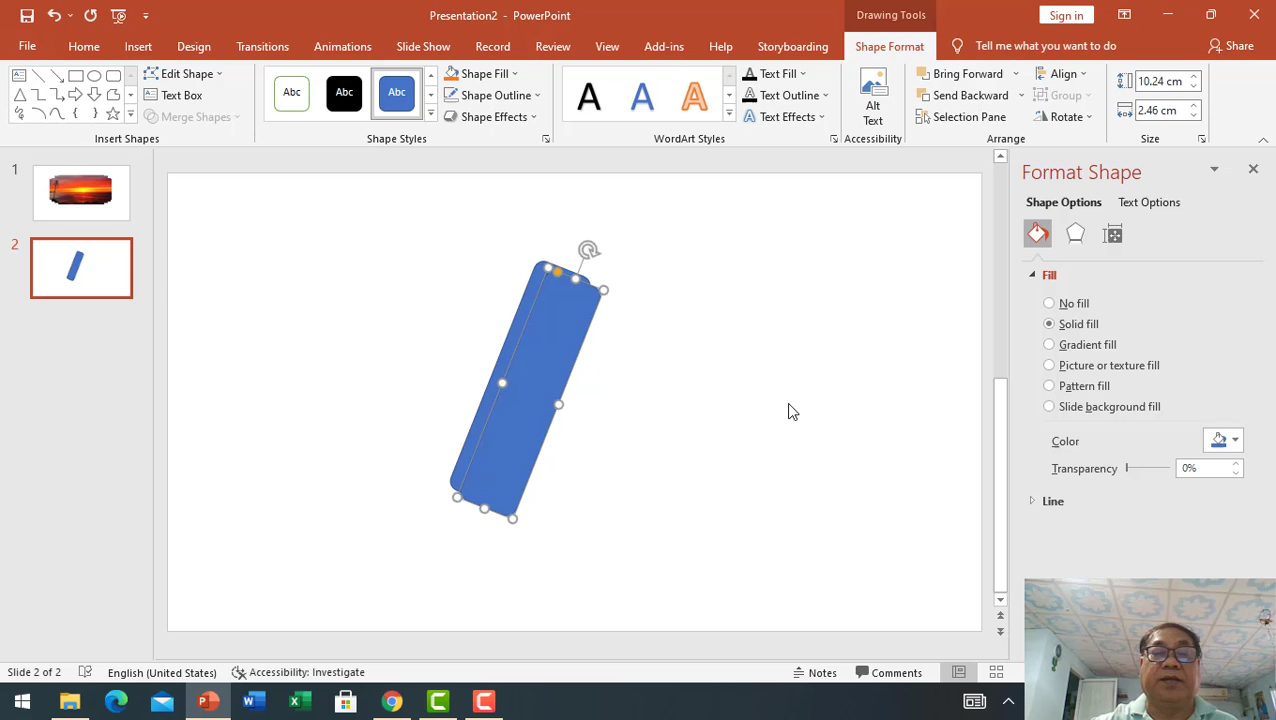 Presentation2 - PowerPoint
Drawing Tools
Sign in
File Home Insert Design Transitions Animations Slide Show Record Review View Add-ins Help Storyboarding Shape Format Tell me what you want to do Share
Edit Shape
Text Box
Merge Shapes
Insert Shapes
Abc Abc Abc
Shape Fill
Shape Outline
Shape Effects
Shape Styles
A A A
Text Fill
Text Outline
Text Effects
WordArt Styles
Alt
Text
Accessibility
Bring Forward
Send Backward
Selection Pane
Align
Group
Rotate
Arrange
10.24 cm
2.46 cm
Size
1
2
Format Shape
Shape Options Text Options
Fill
No fill
Solid fill
Gradient fill
Picture or texture fill
Pattern fill
Slide background fill
Color
Transparency 0%
Line
Slide 2 of 2 English (United States) Accessibility: Investigate Notes Comments